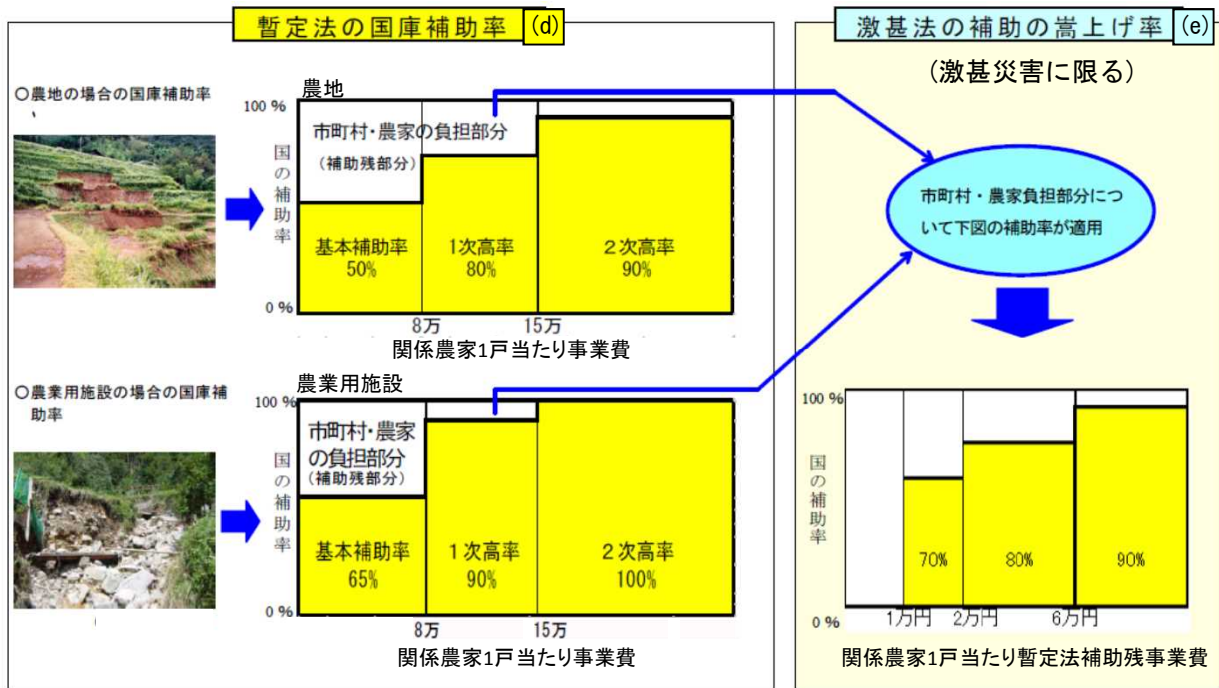 暫定法の国庫補助率 (d)
○農地の場合の国庫補助率
農地
100 %
国の補助率
0 %
市町村・農家の負担部分
(補助残部分)
基本補助率
50%
1次高率
80%
2次高率
90%
8万
15万
関係農家1戸当たり事業費
○農業用施設の場合の国庫補
助率
農業用施設
100 %
国の補助率
0 %
市町村・農家
の負担部分
(補助残部分)
基本補助率
65%
1次高率
90%
2次高率
100%
8万
15万
関係農家1戸当たり事業費
激甚法の補助の嵩上げ率 (e)
(激甚災害に限る)
市町村・農家負担部分につ
いて下図の補助率が適用
100 %
国の補助率
0 %
70%
80%
90%
1万円
2万円
6万円
関係農家1戸当たり暫定法補助残事業費